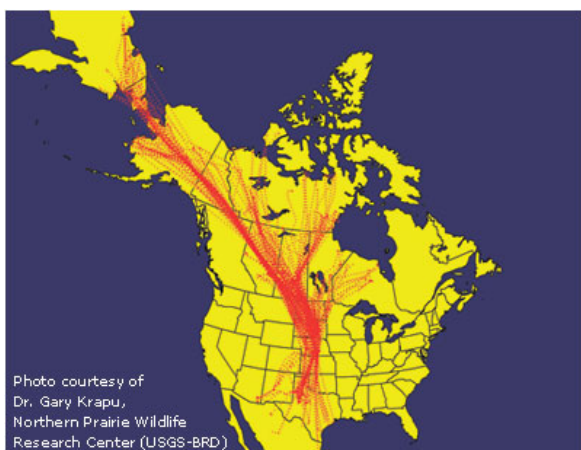 Photo courtesy of
Dr. Gary Krapu,
Northern Prairie Wildlife
Research Center (USGS-BRD)